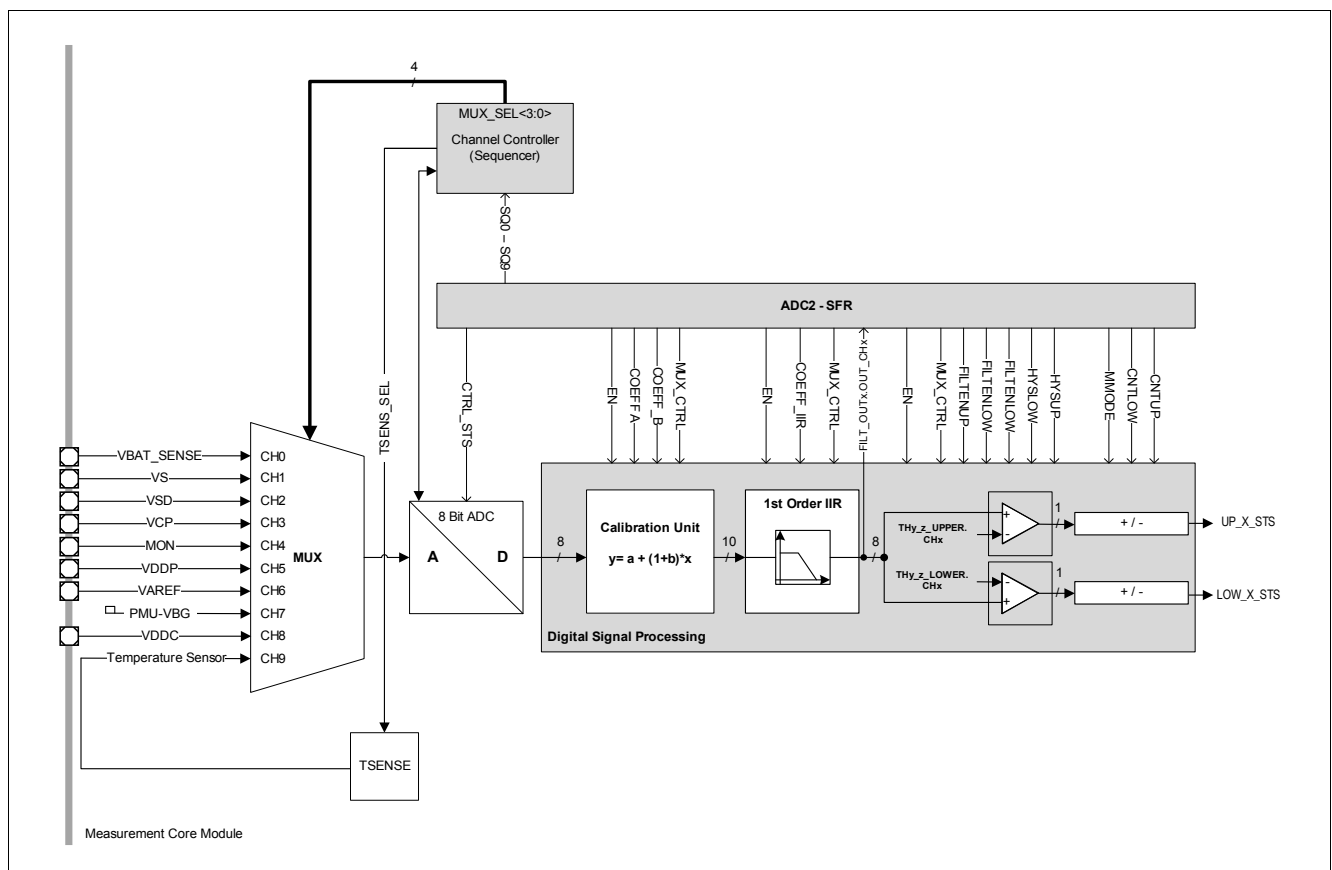 4
MUX_SEL<3:0>
Channel Controller
(Sequencer)
SQ0 – SQ9
ADC2 - SFR
TSENS_SEL
CTRL_STS
EN
COEFF A
COEFF_B
MUX_CTRL
EN
COEFF_IIR
MUX_CTRL
EN
MUX_CTRL
FILTENUP
FILTENLOW
FILTENLOW
HYSLOW
HYSUP
MMODE
CNTLOW
CNTUP
VBAT_SENSE
CH0
VS
CH1
VSD
CH2
VCP
CH3
MON
CH4
VDDP
CH5
VAREF
CH6
PMU-VBG
CH7
VDDC
CH8
Temperature Sensor
CH9
MUX
8 Bit ADC
A
D
8
Calibration Unit
y= a + (1+b)*x
10
1st Order IIR
8
THy_z_UPPER.
CHx
+
-
1
+ / -
UP_X_STS
THy_z_LOWER.
CHx
-
+
1
+ / -
LOW_X_STS
Digital Signal Processing
TSENSE
Measurement Core Module